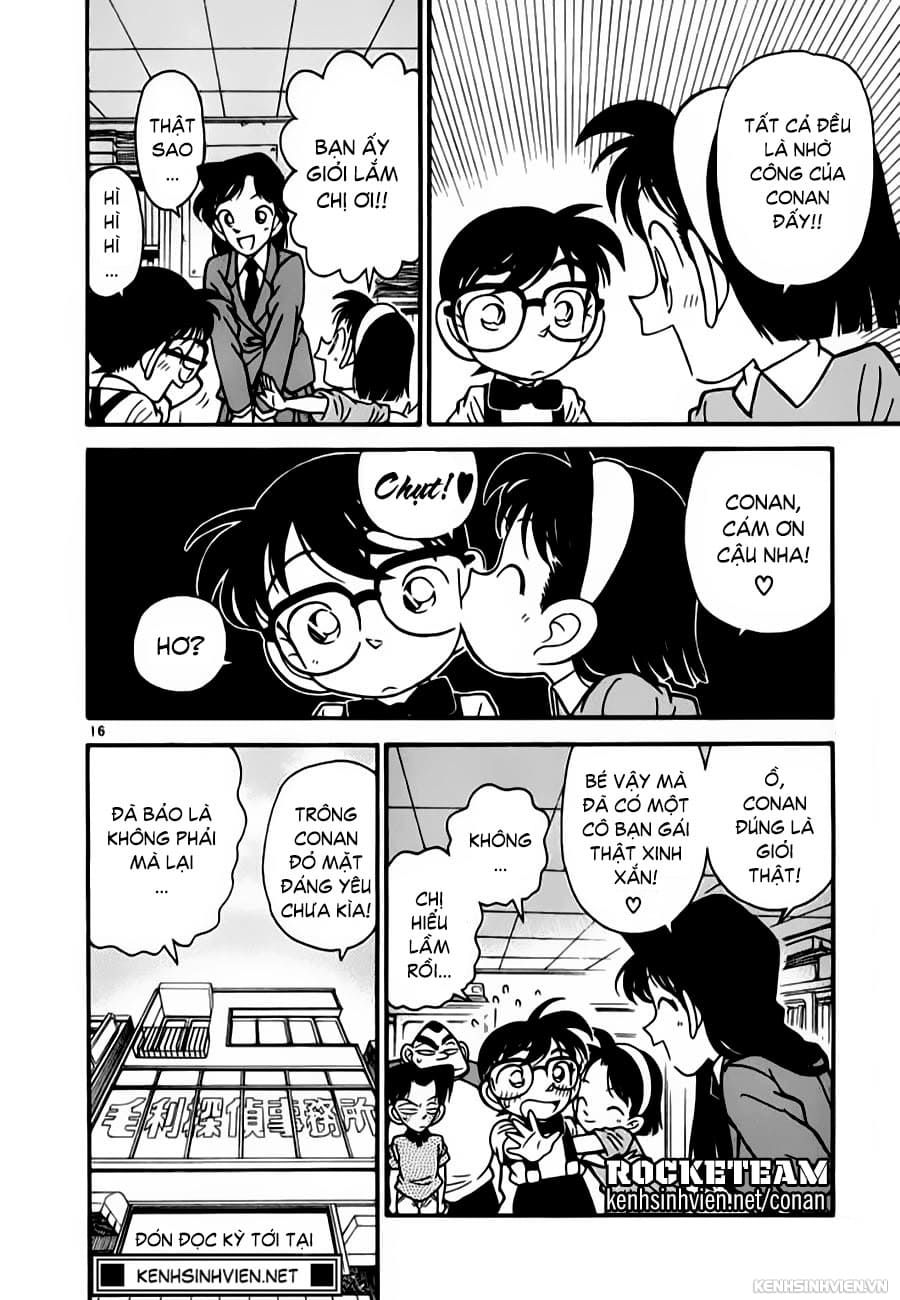 BẠN ẤY
GIỎI LẮM
CHỊ ƠI!!
THẬT
SAO
...
HÌ
HÌ
HÌ
...
TẤT CẢ ĐỀU
LÀ NHỜ
CÔNG CỦA
CONAN
ĐẤY!!
Chụt! ♥
HƠ?
CONAN,
CÁM ƠN
CẬU NHA!
♡
16
Ồ,
CONAN
ĐÚNG LÀ
GIỎI
THẬT!
BÉ VẬY MÀ
ĐÃ CÓ MỘT
CÔ BẠN GÁI
THẬT XINH
XẮN!
♡
KHÔNG
...
CHỊ
HIỂU
LẦM
RỒI...
TRÔNG
CONAN
ĐỎ MẶT
ĐÁNG YÊU
CHƯA KÌA!
ĐÃ BẢO LÀ
KHÔNG PHẢI
MÀ LẠI
...
毛利探偵事務所
ROCKETEAM
kenhsinhvien.net/conan
ĐÓN ĐỌC KỲ TỚI TẠI
KENHSINHVIEN.NET
KENHSINHVIEN.VN